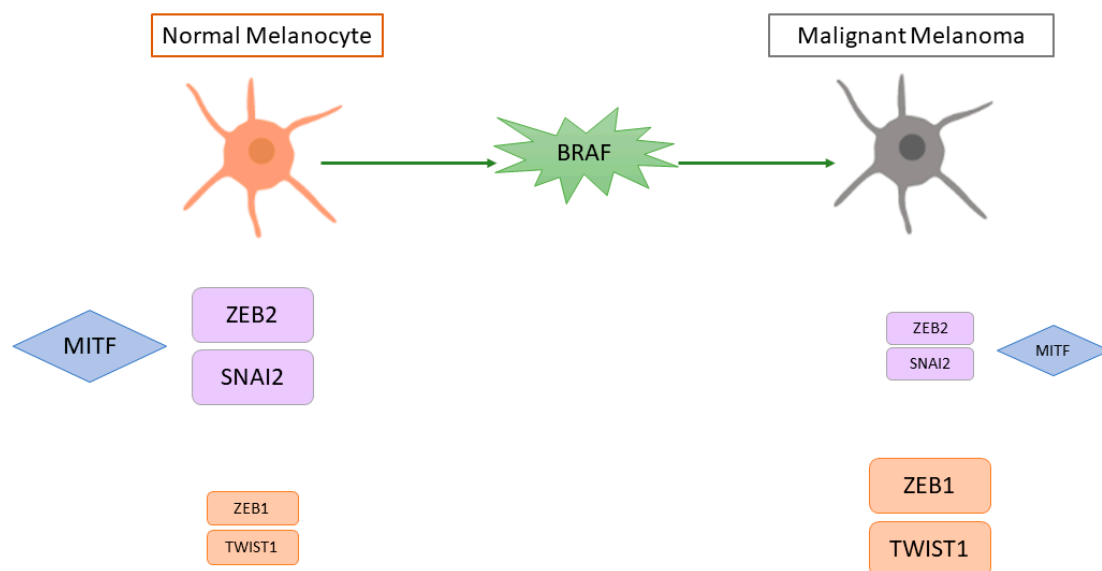 Normal Melanocyte
Malignant Melanoma
BRAF
ZEB2
MITF
SNAI2
ZEB2
SNAI2
MITF
ZEB1
TWIST1
ZEB1
TWIST1